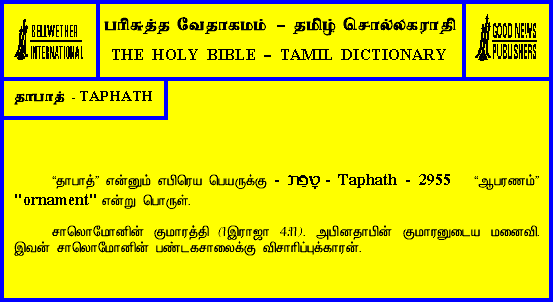 BELLWETHER
INTERNATIONAL
பரிசுத்த வேதாகமம் – தமிழ் சொல்லகராதி
THE HOLY BIBLE – TAMIL DICTIONARY
GOOD NEWS
PUBLISHERS
தாபாத் - TAPHATH
“தாபாத்” என்னும் எபிரெய பெயருக்கு - טָפַת - Taphath - 2955 “ஆபரணம்”
"ornament" என்று பொருள்.
சாலொமோனின் குமாரத்தி (1இராஜா 4:11). அபினதாபின் குமாரனுடைய மனைவி.
இவன் சாலொமோனின் பண்டகசாலைக்கு விசாரிப்புக்காரன்.